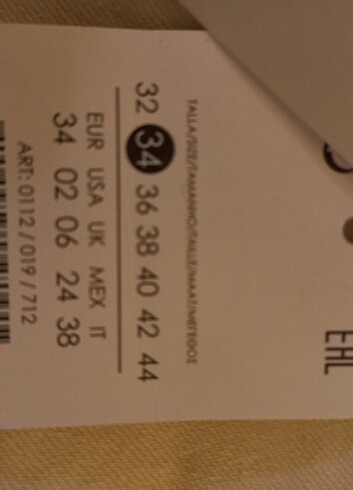 TALLA/SIZE/TAMANHO/TAILLE/MAAT/ΜΕΓΕΘΟΣ
32 34 36 38 40 42 44
EUR USA UK MEX IT
34 02 06 24 38
ART: 0112 / 019 / 712
EHC